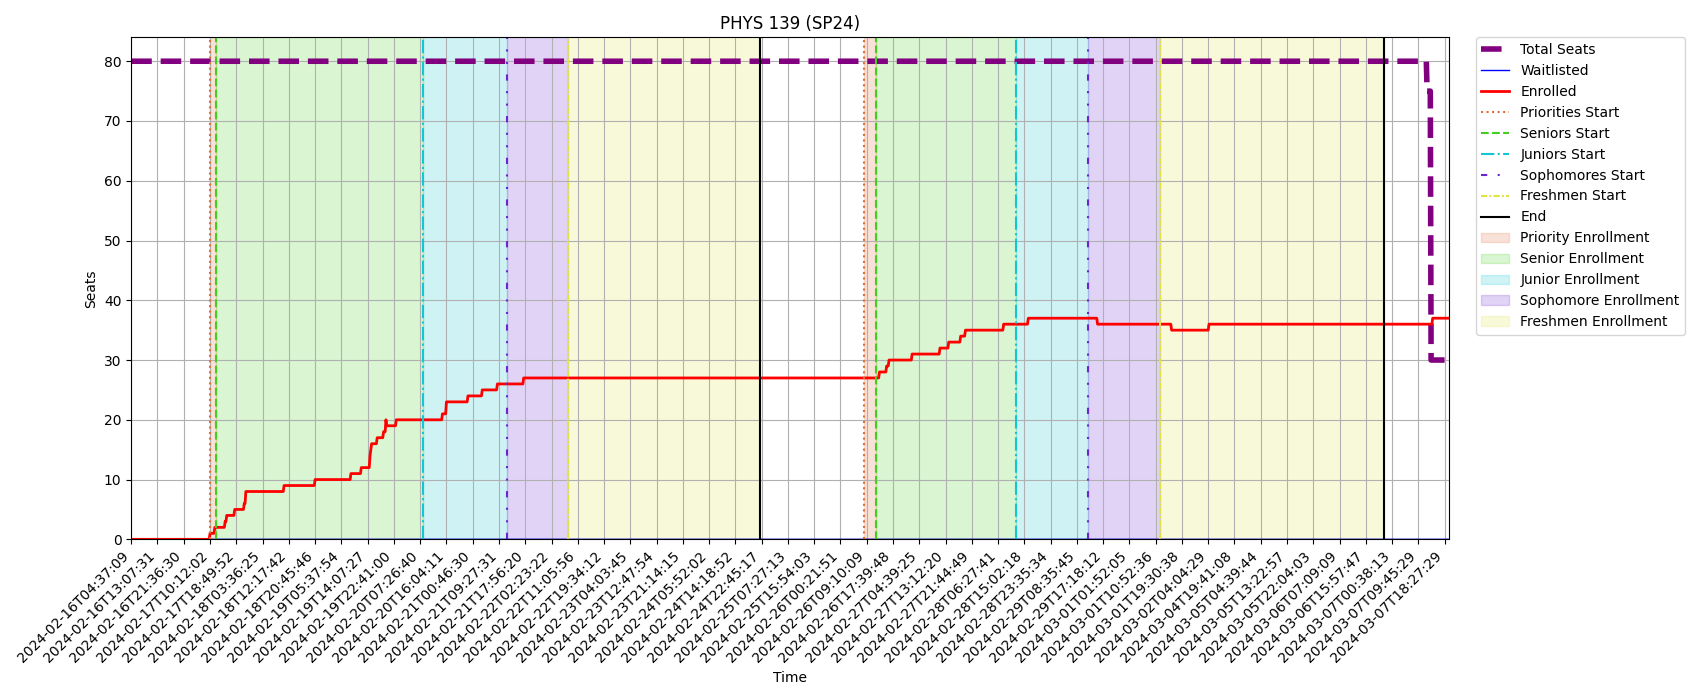 PHYS 139 (SP24)
Seats
80
70
60
50
40
30
20
10
0
2024-02-16T04:37:09
2024-02-16T13:07:31
2024-02-16T21:36:30
2024-02-17T10:12:02
2024-02-17T18:49:52
2024-02-18T03:36:25
2024-02-18T12:17:42
2024-02-18T20:45:46
2024-02-19T05:37:54
2024-02-19T14:07:27
2024-02-19T22:41:00
2024-02-20T07:26:40
2024-02-20T16:04:11
2024-02-21T00:46:30
2024-02-21T09:27:31
2024-02-21T17:56:20
2024-02-22T02:23:22
2024-02-22T11:05:56
2024-02-22T19:34:12
2024-02-23T04:03:45
2024-02-23T12:47:54
2024-02-23T21:14:15
2024-02-24T05:52:02
2024-02-24T14:18:52
2024-02-24T22:45:17
2024-02-25T07:27:13
2024-02-25T15:54:03
2024-02-26T00:21:51
2024-02-26T09:10:09
2024-02-26T17:39:48
2024-02-27T04:39:25
2024-02-27T13:12:20
2024-02-27T21:44:49
2024-02-28T06:27:41
2024-02-28T15:02:18
2024-02-28T23:35:34
2024-02-29T08:35:45
2024-02-29T17:18:12
2024-03-01T01:52:05
2024-03-01T10:52:36
2024-03-01T19:30:38
2024-03-02T04:04:29
2024-03-04T19:41:08
2024-03-05T04:39:44
2024-03-05T13:22:57
2024-03-05T22:04:03
2024-03-06T07:09:09
2024-03-06T15:57:47
2024-03-07T00:38:13
2024-03-07T09:45:29
2024-03-07T18:27:29
Time
Total Seats
Waitlisted
Enrolled
Priorities Start
Seniors Start
Juniors Start
Sophomores Start
Freshmen Start
End
Priority Enrollment
Senior Enrollment
Junior Enrollment
Sophomore Enrollment
Freshmen Enrollment